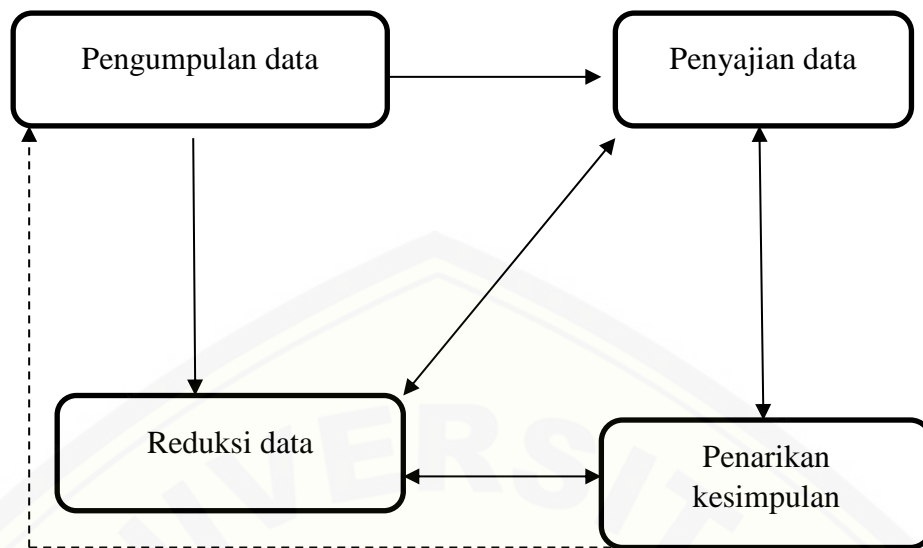 Pengumpulan data
Penyajian data
Reduksi data
Penarikan
kesimpulan